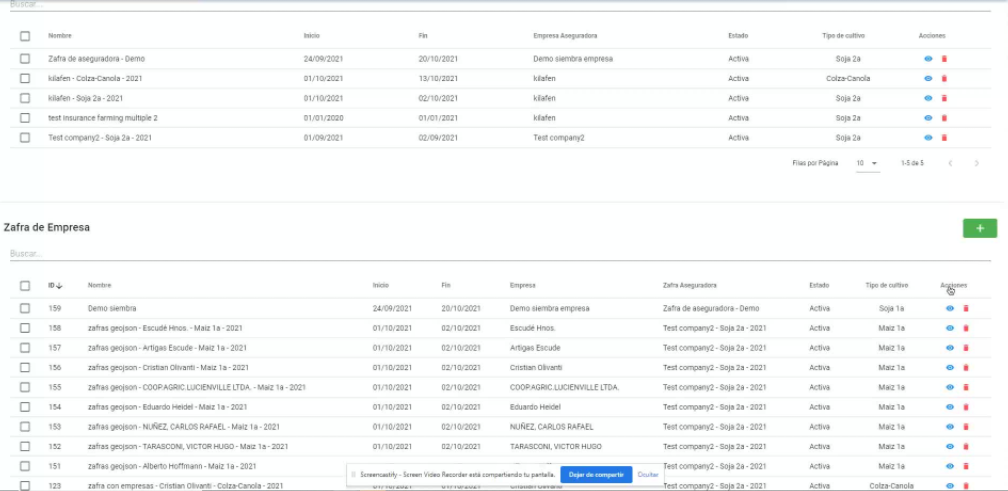 Buscar...
Nombre Inicio Fin Empresa Aseguradora Estado Tipo de cultivo Acciones
Zafra de aseguradora - Demo 24/09/2021 20/10/2021 Demo siembra empresa Activa Soja 2a
kilafen - Colza-Canola - 2021 01/10/2021 13/10/2021 kilafen Activa Colza-Canola
kilafen - Soja 2a - 2021 01/10/2021 02/10/2021 kilafen Activa Soja 2a
test insurance farming multiple 2 01/01/2020 01/01/2021 kilafen Activa Soja 2a
Test company2 - Soja 2a - 2021 01/09/2021 02/09/2021 Test company2 Activa Soja 2a
Filas por Página 10 1-5 de 5
Zafra de Empresa
+
Buscar...
ID Nombre Inicio Fin Empresa Zafra Aseguradora Estado Tipo de cultivo Acciones
159 Demo siembra 24/09/2021 20/10/2021 Demo siembra empresa Zafra de aseguradora - Demo Activa Soja 1a
158 zafras geojson - Escudé Hnos. - Maiz 1a - 2021 01/10/2021 02/10/2021 Escudé Hnos. Test company2 - Soja 2a - 2021 Activa Maiz 1a
157 zafras geojson - Artigas Escude - Maiz 1a - 2021 01/10/2021 02/10/2021 Artigas Escude Test company2 - Soja 2a - 2021 Activa Maiz 1a
156 zafras geojson - Cristian Olivanti - Maiz 1a - 2021 01/10/2021 02/10/2021 Cristian Olivanti Test company2 - Soja 2a - 2021 Activa Maiz 1a
155 zafras geojson - COOP.AGRIC.LUCIENVILLE LTDA. - Maiz 1a - 2021 01/10/2021 02/10/2021 COOP.AGRIC.LUCIENVILLE LTDA. Test company2 - Soja 2a - 2021 Activa Maiz 1a
154 zafras geojson - Eduardo Heidel - Maiz 1a - 2021 01/10/2021 02/10/2021 Eduardo Heidel Test company2 - Soja 2a - 2021 Activa Maiz 1a
153 zafras geojson - NUÑEZ, CARLOS RAFAEL - Maiz 1a - 2021 01/10/2021 02/10/2021 NUÑEZ, CARLOS RAFAEL Test company2 - Soja 2a - 2021 Activa Maiz 1a
152 zafras geojson - TARASCONI, VICTOR HUGO - Maiz 1a - 2021 01/10/2021 02/10/2021 TARASCONI, VICTOR HUGO Test company2 - Soja 2a - 2021 Activa Maiz 1a
151 zafras geojson - Alberto Hoffmann - Maiz 1a - 2021 Test company2 - Soja 2a - 2021 Activa Maiz 1a
Screencastify - Screen Video Recorder está compartiendo tu pantalla. Dejar de compartir Ocultar
123 zafra con empresas - Cristian Olivanti - Colza-Canola - 2021 Test company2 - Soja 2a - 2021 Activa Colza-Canola